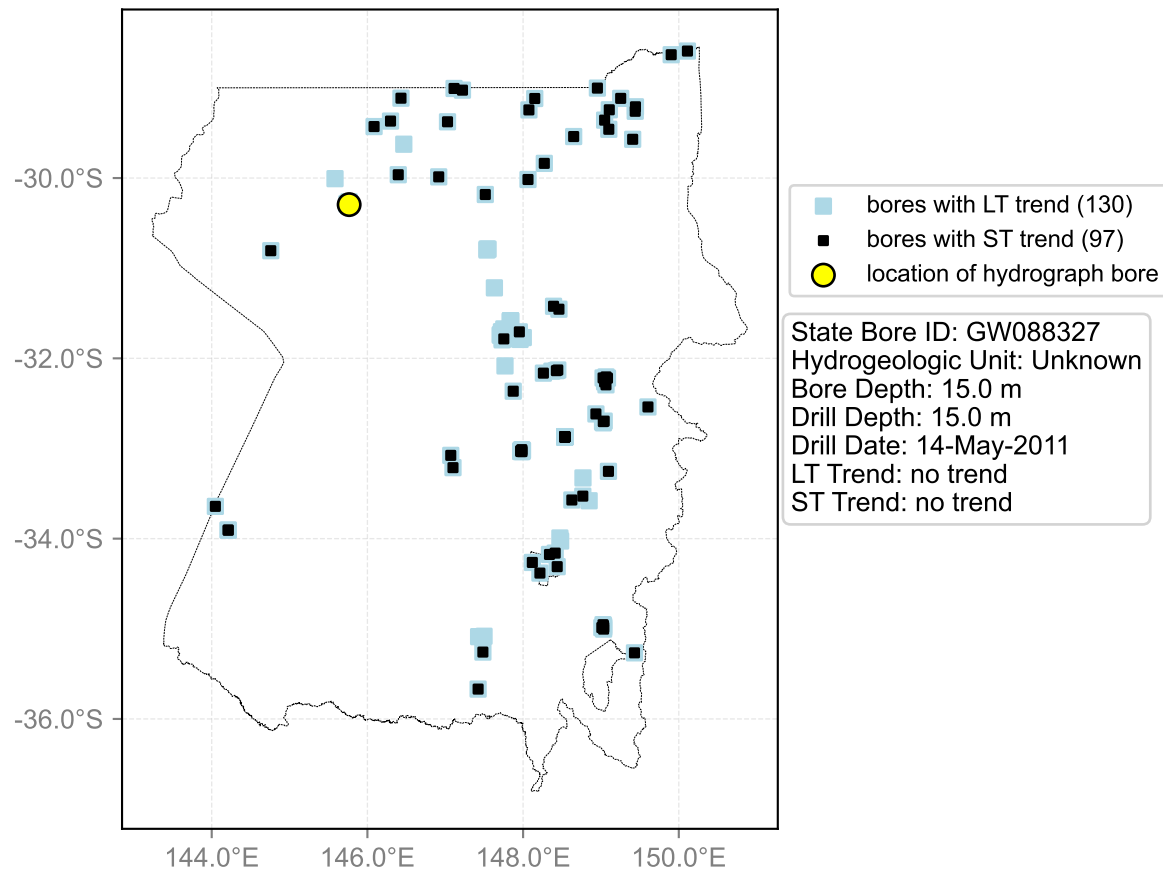 -30.0°S
-32.0°S
-34.0°S
-36.0°S
144.0°E
146.0°E
148.0°E
150.0°E
bores with LT trend (130)
bores with ST trend (97)
location of hydrograph bore
State Bore ID: GW088327
Hydrogeologic Unit: Unknown
Bore Depth: 15.0 m
Drill Depth: 15.0 m
Drill Date: 14-May-2011
LT Trend: no trend
ST Trend: no trend